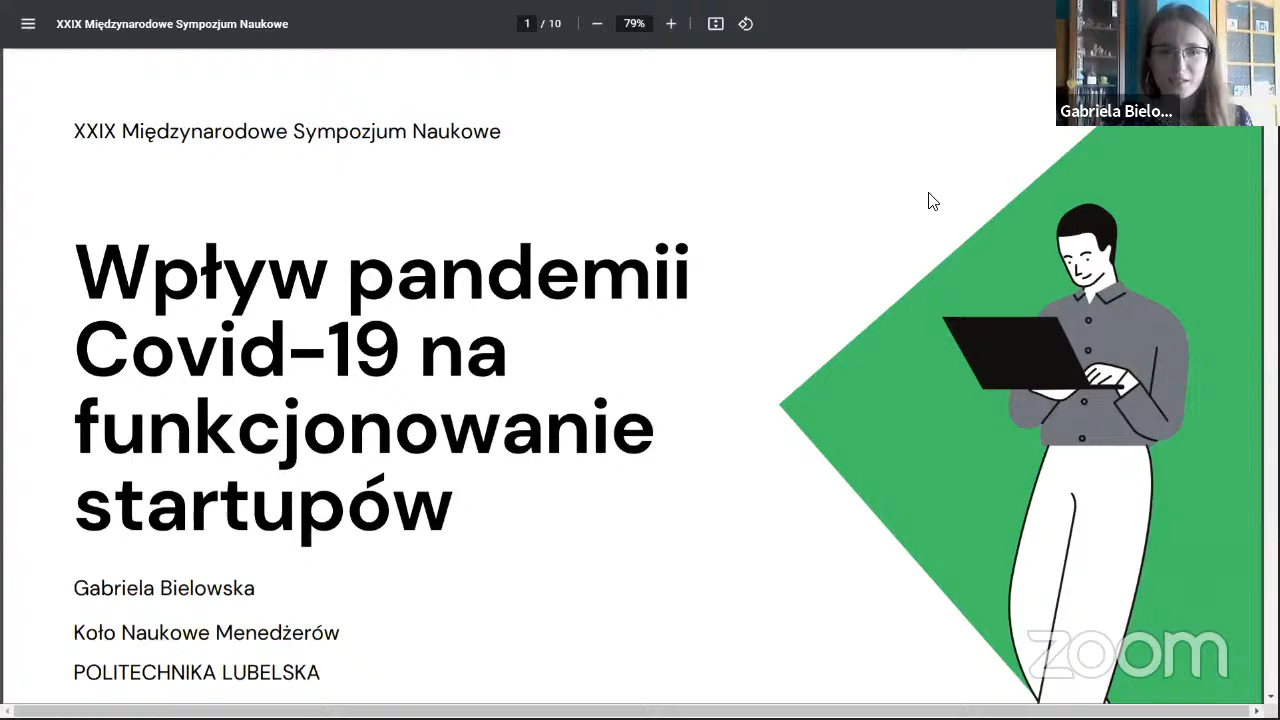 XXIX Międzynarodowe Sympozjum Naukowe
1 / 10
79%
Gabriela Bielo...
XXIX Międzynarodowe Sympozjum Naukowe
Wpływ pandemii
Covid-19 na
funkcjonowanie
startupów
Gabriela Bielowska
Koło Naukowe Menedżerów
POLITECHNIKA LUBELSKA
zoom